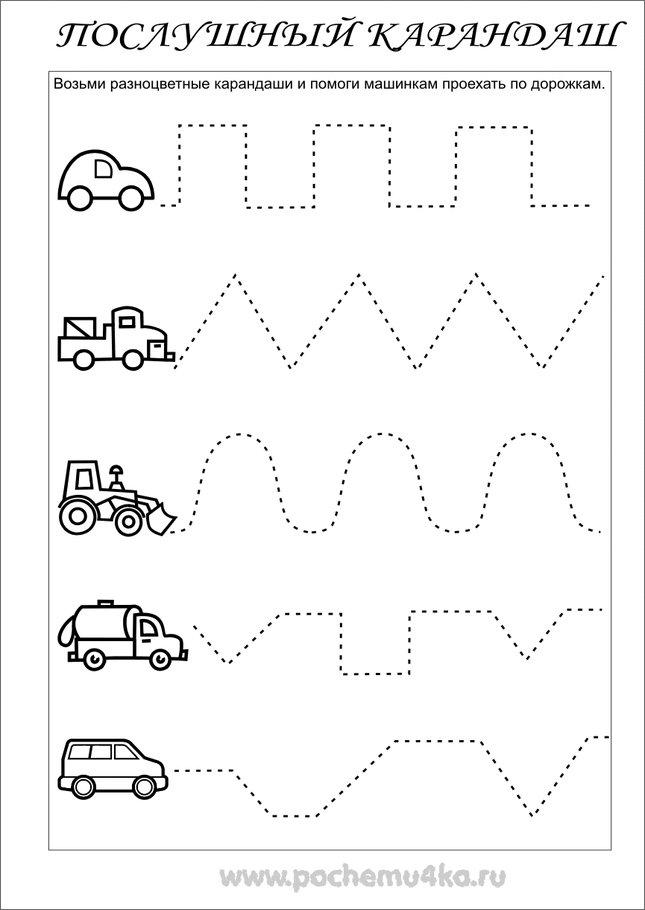 ПОСЛУШНЫЙ КАРАНДАШ
Возьми разноцветные карандаши и помоги машинкам проехать по дорожкам.
www.pochemu4ka.ru